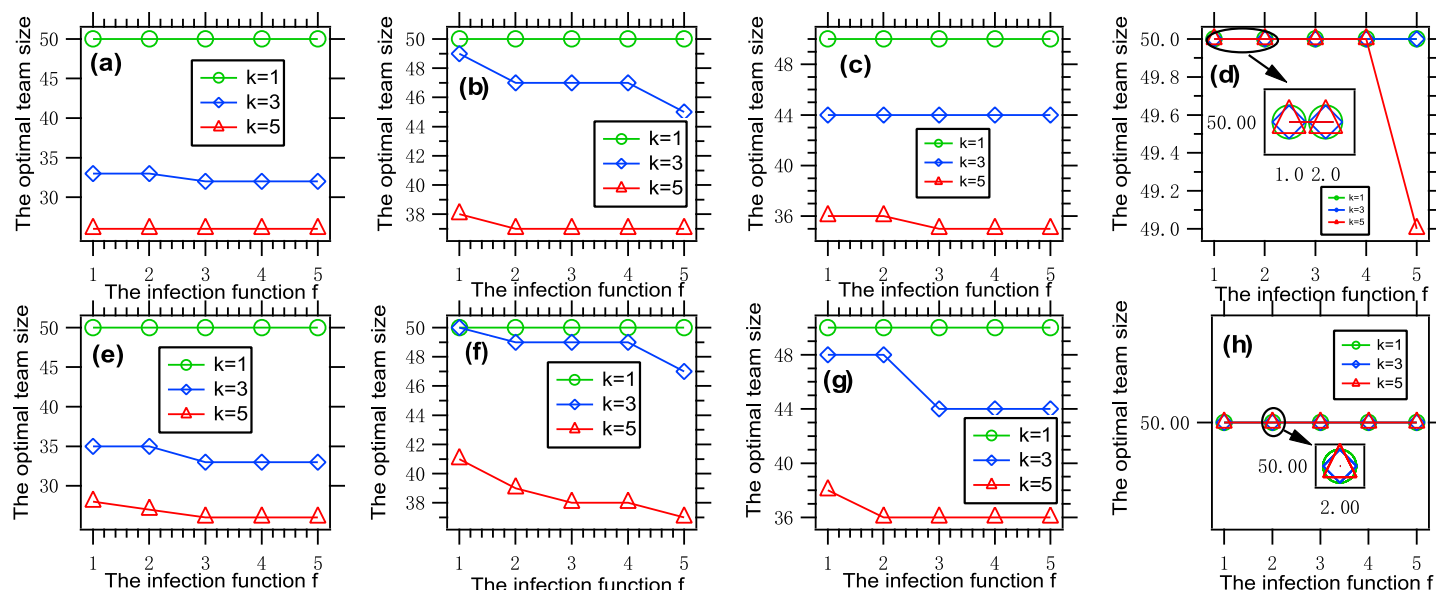 The optimal team size
50
45
40
35
30
(a)
k=1
k=3
k=5
1 2 3 4 5
The infection function f
The optimal team size
50
48
46
44
42
40
38
(b)
k=1
k=3
k=5
1 2 3 4 5
The infection function f
The optimal team size
48
44
40
36
(c)
k=1
k=3
k=5
1 2 3 4 5
The infection function f
The optimal team size
50.0
49.8
49.6
49.4
49.2
49.0
(d)
50.00
1.0 2.0
k=1
k=3
k=5
1 2 3 4 5
The infection function f
The optimal team size
50
45
40
35
30
(e)
k=1
k=3
k=5
1 2 3 4 5
The infection function f
The optimal team size
50
48
46
44
42
40
38
(f)
k=1
k=3
k=5
1 2 3 4 5
The infection function f
The optimal team size
48
44
40
36
(g)
k=1
k=3
k=5
1 2 3 4 5
The infection function f
The optimal team size
50.00
(h)
k=1
k=3
k=5
50.00
2.00
1 2 3 4 5
The infection function f